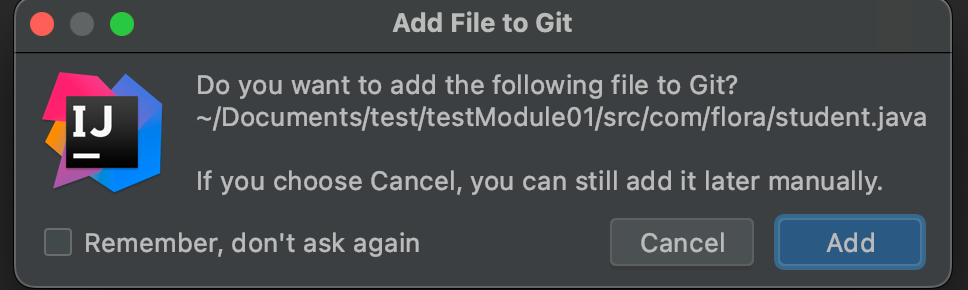 Add File to Git
Do you want to add the following file to Git?
~/Documents/test/testModule01/src/com/flora/student.java
IJ
If you choose Cancel, you can still add it later manually.
Remember, don't ask again
Cancel
Add